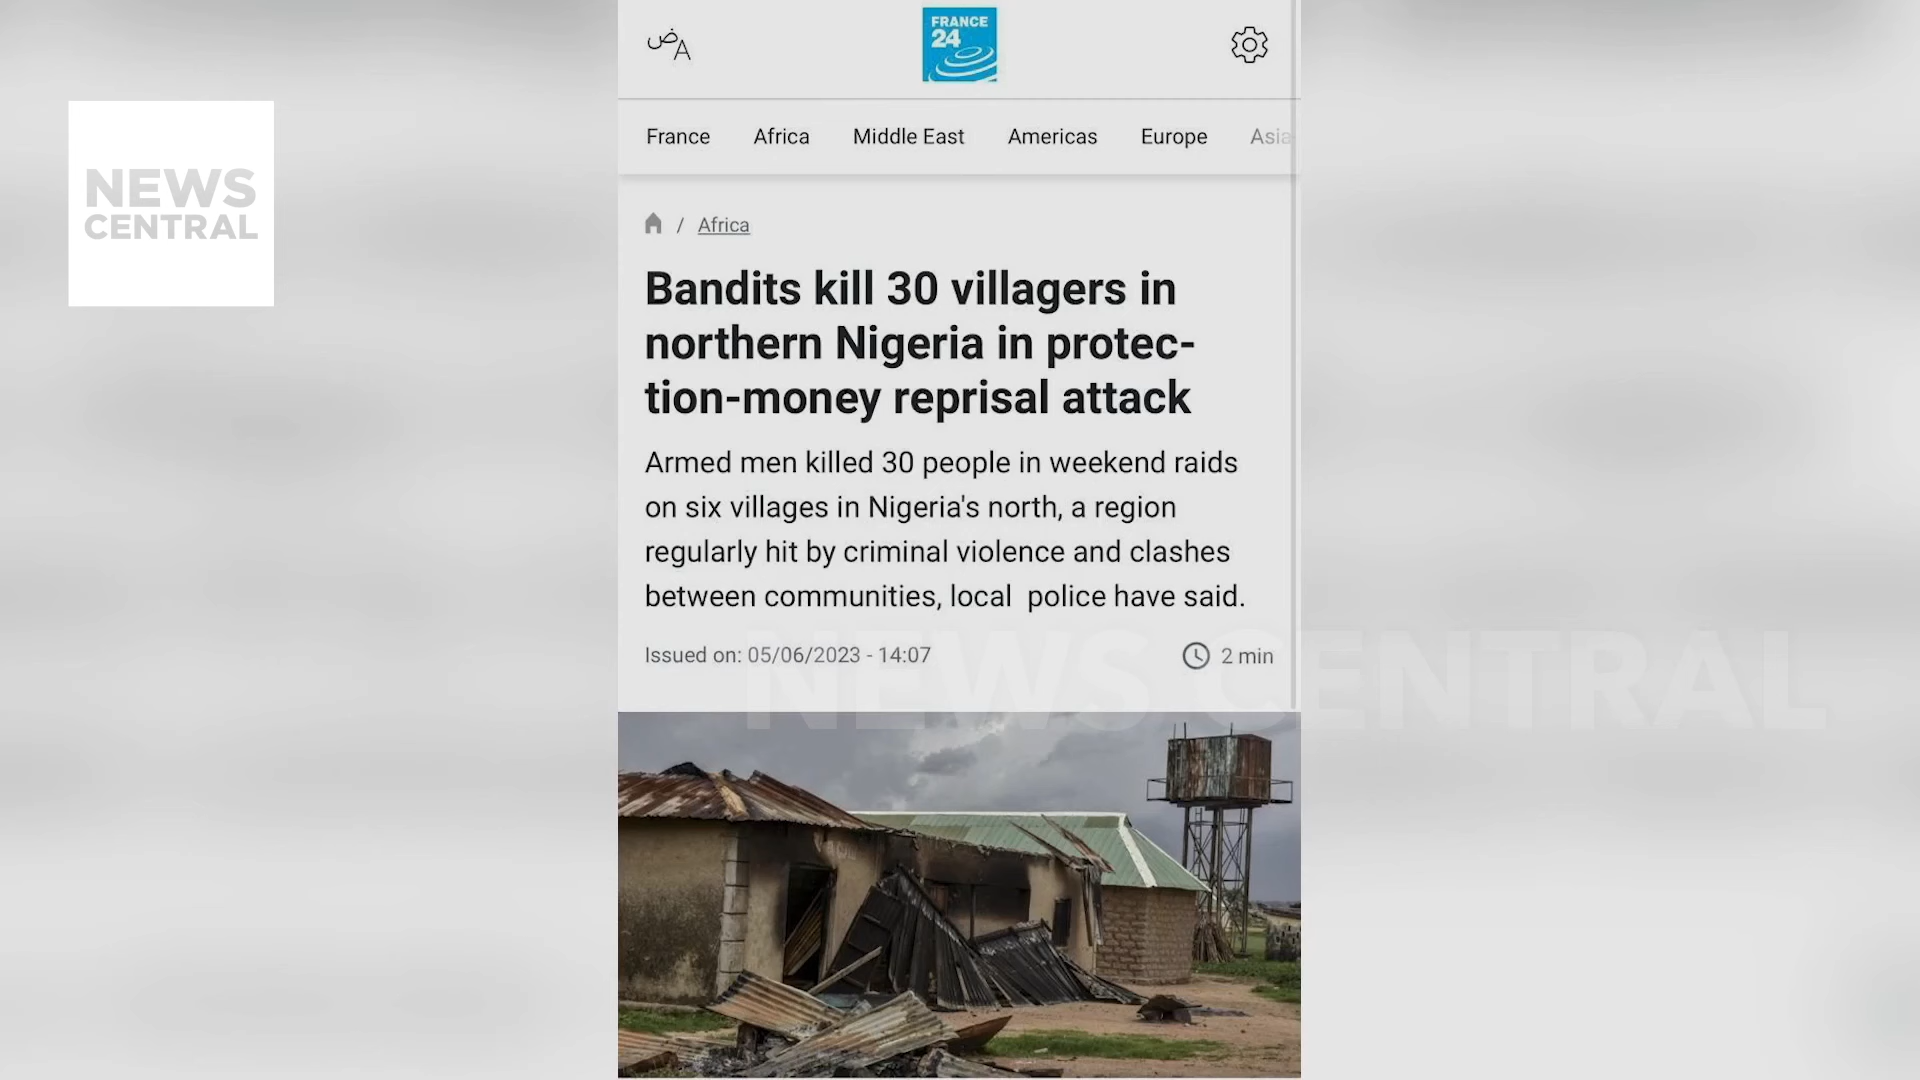 ض A
FRANCE
24
France Africa Middle East Americas Europe Asia
NEWS
CENTRAL
/ Africa
Bandits kill 30 villagers in
northern Nigeria in protec-
tion-money reprisal attack
Armed men killed 30 people in weekend raids
on six villages in Nigeria's north, a region
regularly hit by criminal violence and clashes
between communities, local police have said.
Issued on: 05/06/2023 - 14:07 2 min
NEWS CENTRAL